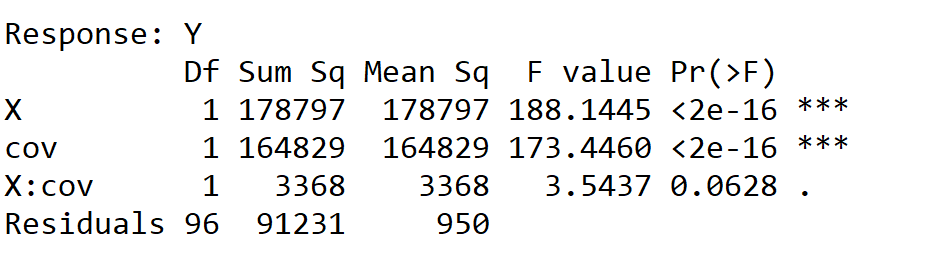 Response: Y
          Df Sum Sq Mean Sq  F value Pr(>F)
X          1 178797  178797 188.1445 <2e-16 ***
cov        1 164829  164829 173.4460 <2e-16 ***
X:cov      1   3368    3368   3.5437 0.0628 .
Residuals 96  91231     950